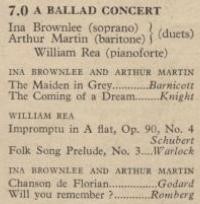 7.0 A BALLAD CONCERT
Ina Brownlee (soprano) } (duets)
Arthur Martin (baritone) }
William Rea (pianoforte)
INA BROWNLEE AND ARTHUR MARTIN
The Maiden in Grey............Barnicott
The Coming of a Dream........Knight
WILLIAM REA
Impromptu in A flat, Op. 90, No. 4
Schubert
Folk Song Prelude, No. 3....Warlock
INA BROWNLEE AND ARTHUR MARTIN
Chanson de Florian..............Godard
Will you remember ?..........Romberg